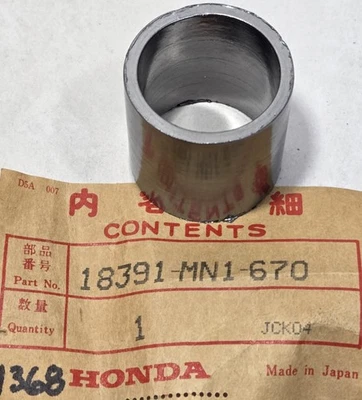 D5A 007
内容明細
CONTENTS
部品番号
Part No. 18391-MN1-670
数量
Quantity 1 JCK04
1368 HONDA Made in Japan